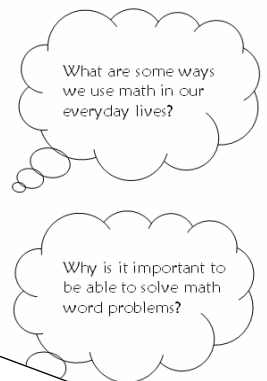 What are some ways
we use math in our
everyday lives?
Why is it important to
be able to solve math
word problems?